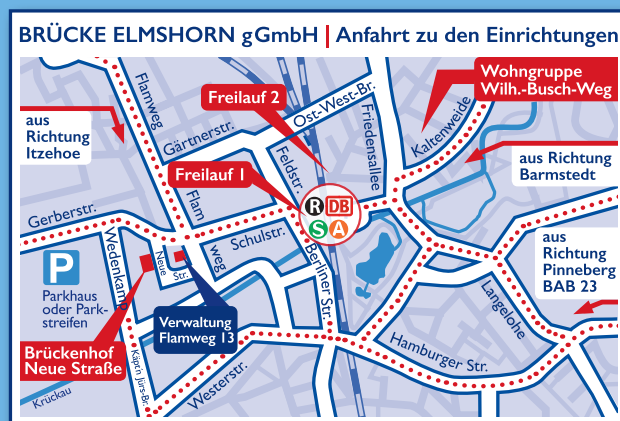 BRÜCKE ELMSHORN gGmbH | Anfahrt zu den Einrichtungen
Wohngruppe
Wilh.-Busch-Weg
Freilauf 2
Flamweg
Ost-West-Br.
Friedensallee
Kaltenweide
aus
Richtung
Itzehoe
Gärtnerstr.
Feldstr.
aus Richtung
Barmstedt
Freilauf 1
Flam
weg
R DB
S A
Gerberstr.
Wedenkamp
Schulstr.
Neue
Str.
Berliner Str.
aus
Richtung
Pinneberg
BAB 23
P
Parkhaus
oder Park-
streifen
Langelohe
Verwaltung
Flamweg 13
Brückenhof
Neue Straße
Käpth Jürs-Br.
Hamburger Str.
Westerstr.
Krückau